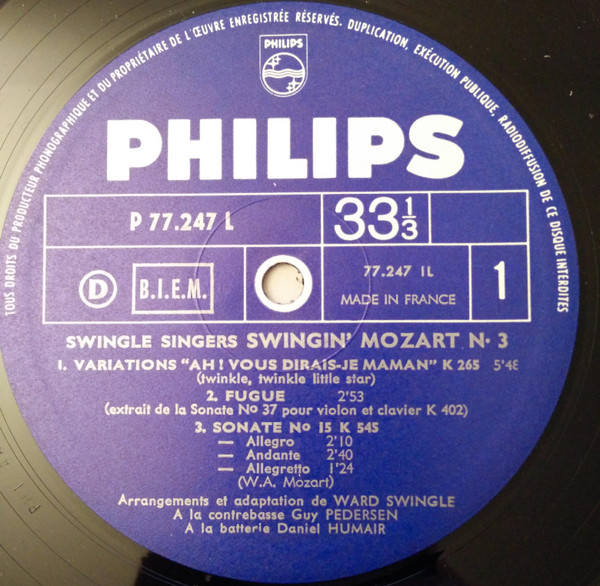 TOUS DROITS DU PRODUCTEUR PHONOGRAPHIQUE ET DU PROPRIÉTAIRE DE L'ŒUVRE ENREGISTRÉE RÉSERVÉS. DUPLICATION, EXÉCUTION PUBLIQUE, RADIODIFFUSION DE CE DISQUE INTERDITES
PHILIPS
PHILIPS
P 77.247 L
33 1/3
D
B.I.E.M.
77.247 1L
MADE IN FRANCE
1
SWINGLE SINGERS SWINGIN' MOZART N· 3
1. VARIATIONS "AH ! VOUS DIRAIS-JE MAMAN" K 265
(twinkle, twinkle little star)
2. FUGUE 2'53
(extrait de la Sonate No 37 pour violon et clavier K 402)
3. SONATE No 15 K 545
— Allegro 2'10
— Andante 2'40
— Allegretto 1'24
(W.A. Mozart)
Arrangements et adaptation de WARD SWINGLE
A la contrebasse Guy PEDERSEN
A la batterie Daniel HUMAIR